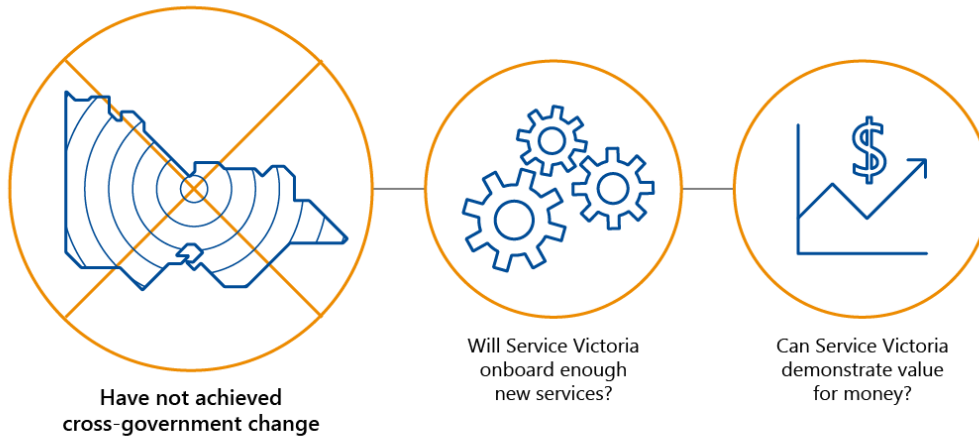 Have not achieved
cross-government change
Will Service Victoria
onboard enough
new services?
$
Can Service Victoria
demonstrate value
for money?